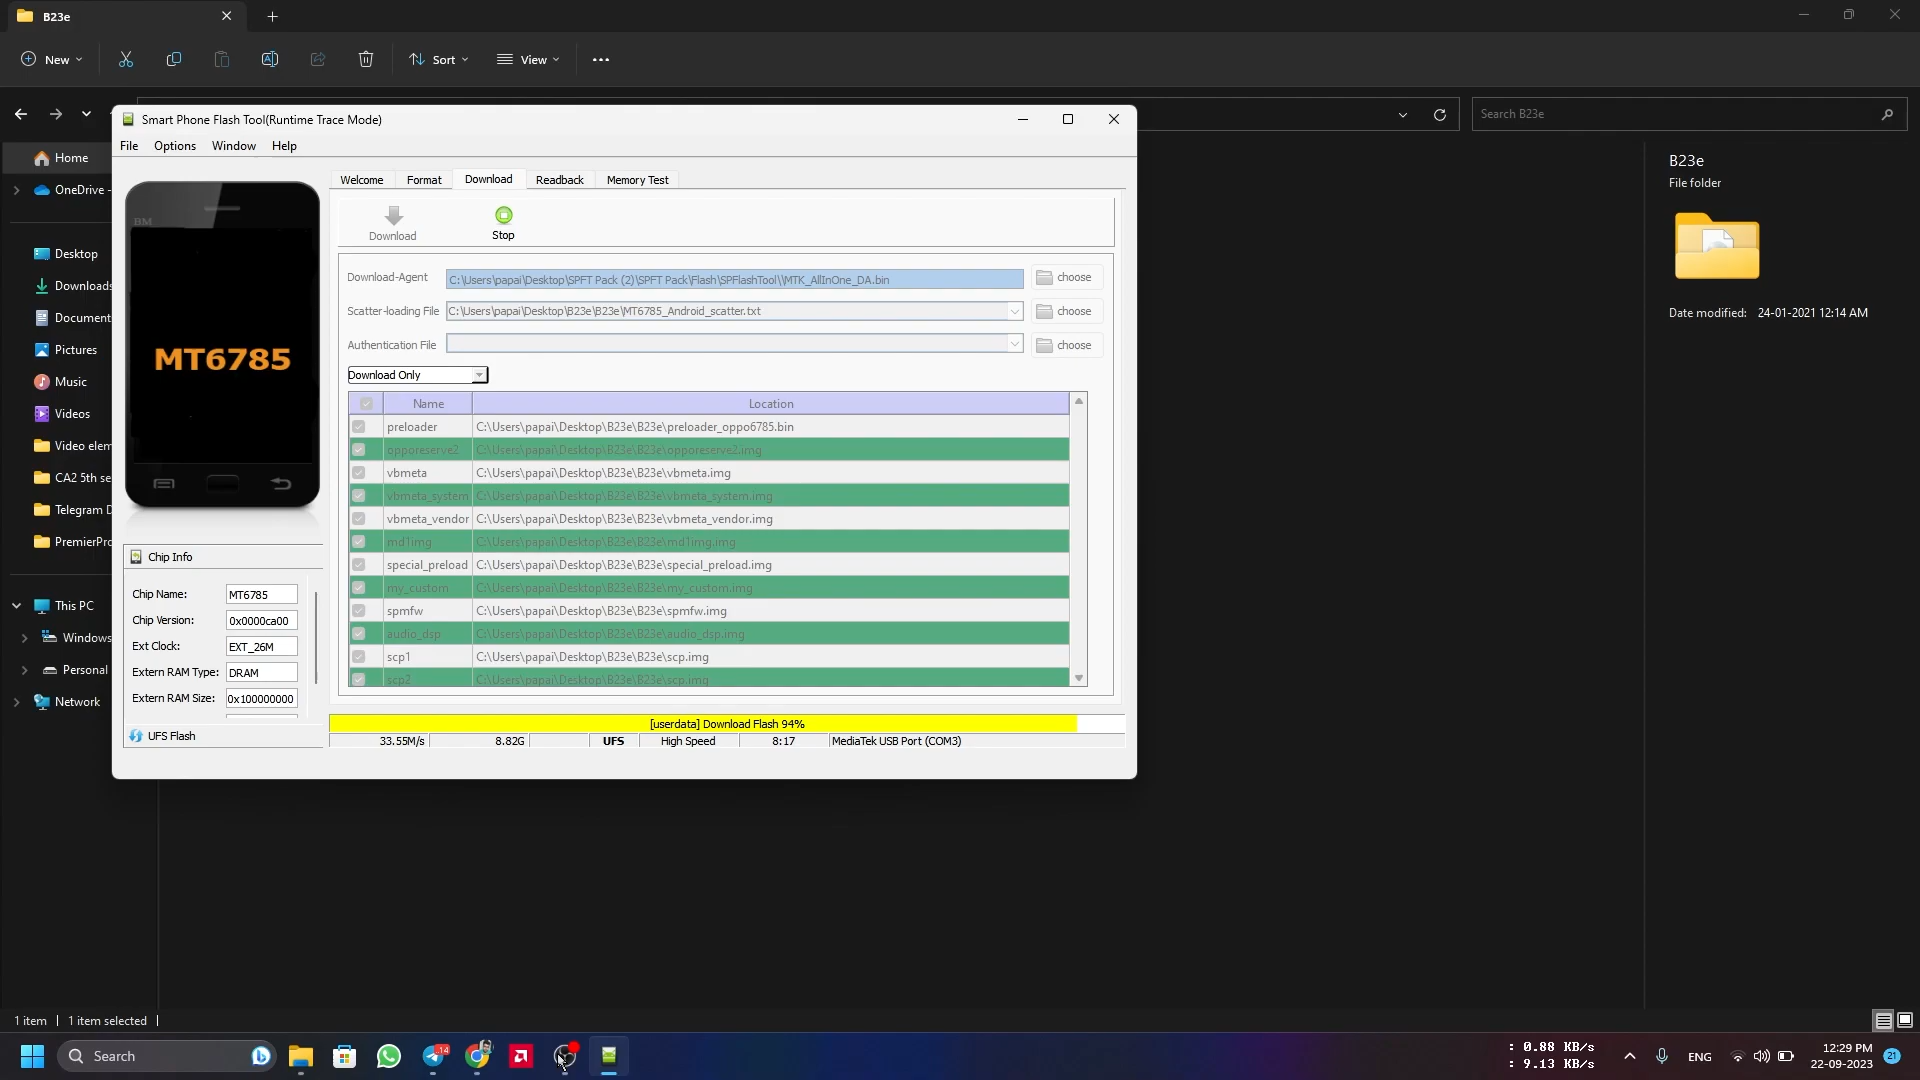 B23e
New
Sort
View
Search B23e
Smart Phone Flash Tool(Runtime Trace Mode)
File Options Window Help
Home
OneDrive -
Desktop
Downloads
Document
Pictures
Music
Videos
Video elem
CA2 5th se
Telegram D
PremierPro
This PC
Windows
Personal
Network
BM
MT6785
Chip Info
Chip Name: MT6785
Chip Version: 0x0000ca00
Ext Clock: EXT_26M
Extern RAM Type: DRAM
Extern RAM Size: 0x100000000
UFS Flash
Welcome Format Download Readback Memory Test
Download Stop
Download-Agent C:\Users\papai\Desktop\SPFT Pack (2)\SPFT Pack\Flash\SPFlashTool\\MTK_AllInOne_DA.bin choose
Scatter-loading File C:\Users\papai\Desktop\B23e\B23e\MT6785_Android_scatter.txt choose
Authentication File choose
Download Only
Name Location
preloader C:\Users\papai\Desktop\B23e\B23e\preloader_oppo6785.bin
opporeserve2 C:\Users\papai\Desktop\B23e\B23e\opporeserve2.img
vbmeta C:\Users\papai\Desktop\B23e\B23e\vbmeta.img
vbmeta_system C:\Users\papai\Desktop\B23e\B23e\vbmeta_system.img
vbmeta_vendor C:\Users\papai\Desktop\B23e\B23e\vbmeta_vendor.img
md1img C:\Users\papai\Desktop\B23e\B23e\md1img.img
special_preload C:\Users\papai\Desktop\B23e\B23e\special_preload.img
my_custom C:\Users\papai\Desktop\B23e\B23e\my_custom.img
spmfw C:\Users\papai\Desktop\B23e\B23e\spmfw.img
audio_dsp C:\Users\papai\Desktop\B23e\B23e\audio_dsp.img
scp1 C:\Users\papai\Desktop\B23e\B23e\scp.img
scp2 C:\Users\papai\Desktop\B23e\B23e\scp.img
[userdata] Download Flash 94%
33.55M/s 8.82G UFS High Speed 8:17 MediaTek USB Port (COM3)
B23e
File folder
Date modified: 24-01-2021 12:14 AM
1 item 1 item selected
Search
14
: 0.88 KB/s
: 9.13 KB/s
ENG
12:29 PM
22-09-2023
21